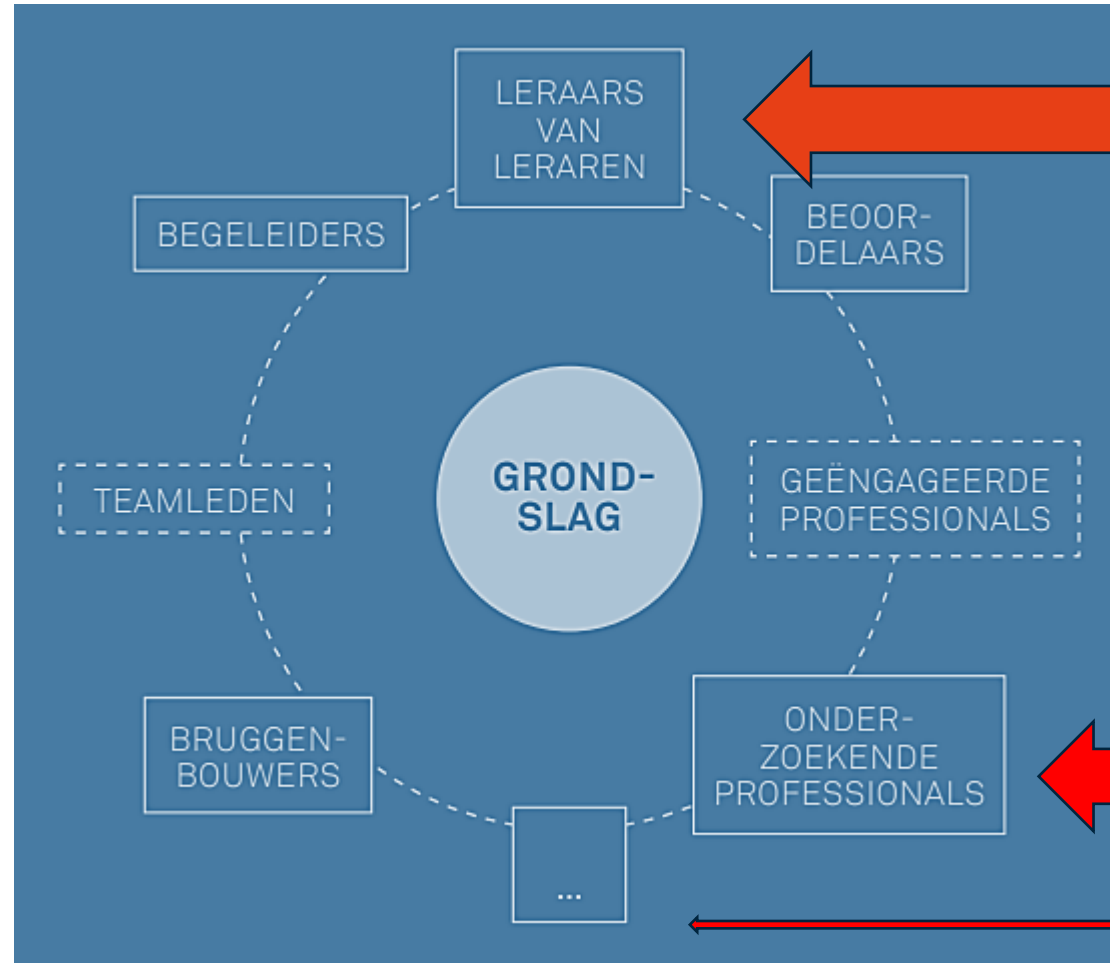 LERAARS
VAN
LERAREN
BEGELEIDERS
BEOOR-
DELAARS
GROND-
SLAG
TEAMLEDEN
GEËNGAGEERDE
PROFESSIONALS
BRUGGEN-
BOUWERS
ONDER-
ZOEKENDE
PROFESSIONALS
...